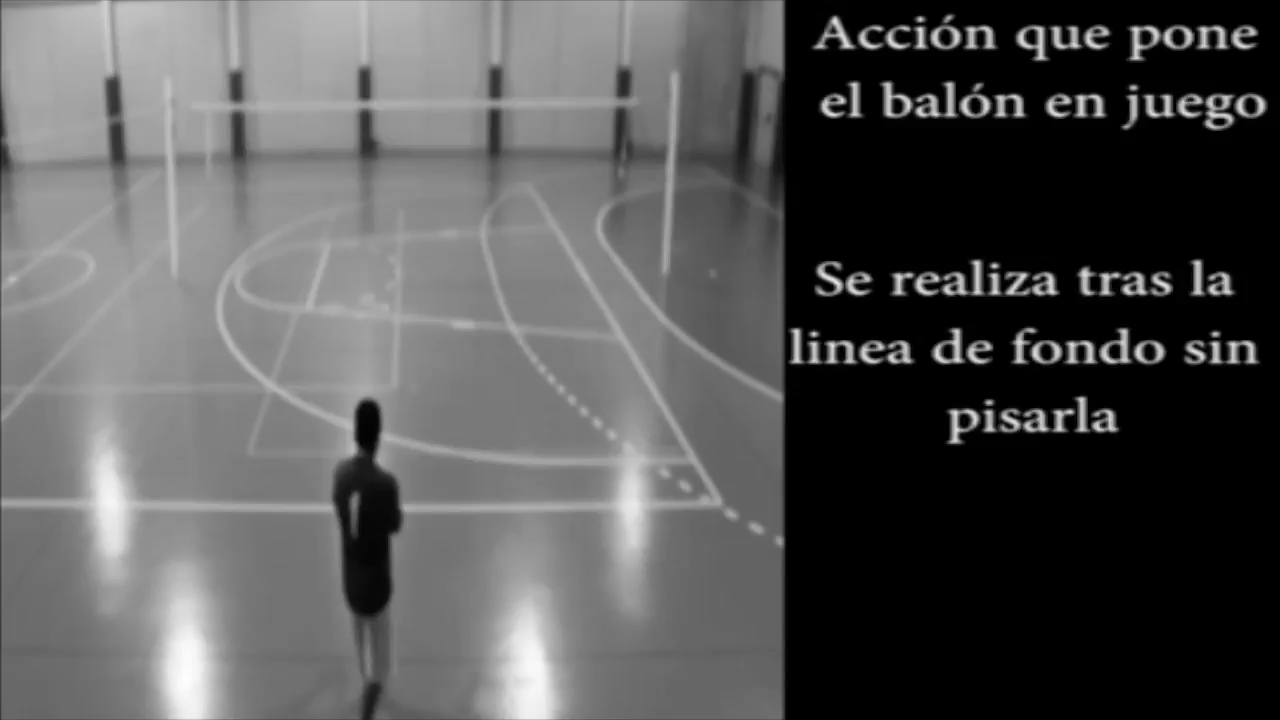 Acción que pone
el balón en juego
Se realiza tras la
linea de fondo sin
pisarla